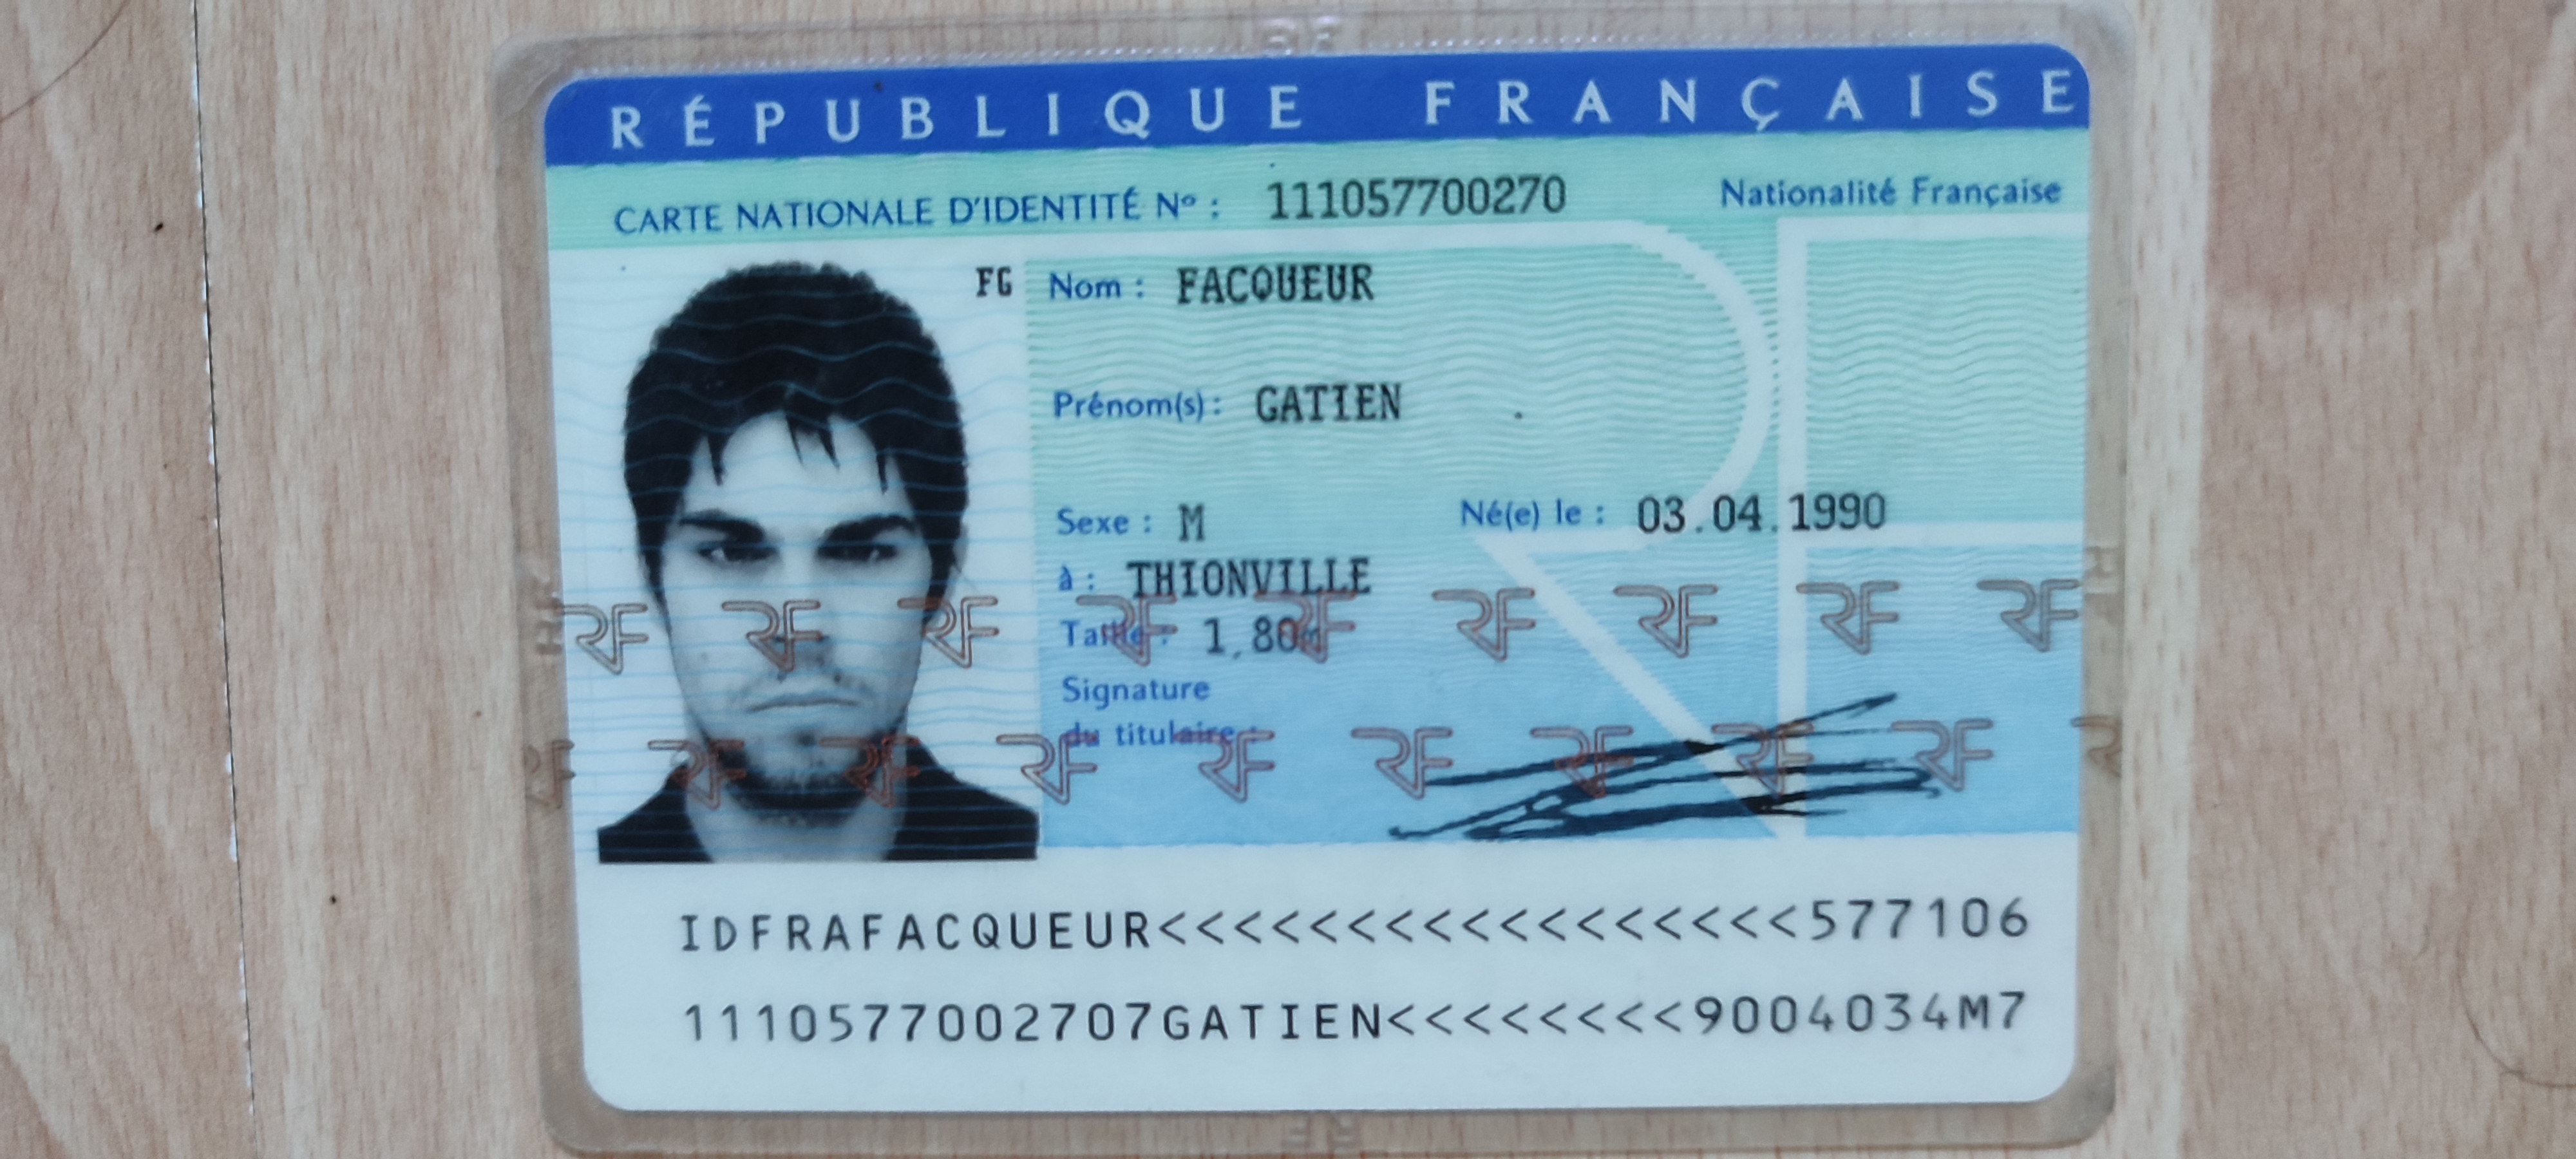 RÉPUBLIQUE FRANÇAISE
CARTE NATIONALE D'IDENTITÉ Nº : 111057700270 Nationalité Française
FG Nom : FACQUEUR
Prénom(s) : GATIEN
Sexe : M Né(e) le : 03.04.1990
à : THIONVILLE
Taille : 1,80m
Signature
du titulaire :
RF RF RF RF RF RF RF RF RF
RF RF RF RF RF RF RF RF
IDFRAFACQUEUR<<<<<<<<<<<<<<<<<577106
1110577002707GATIEN<<<<<<<<9004034M7